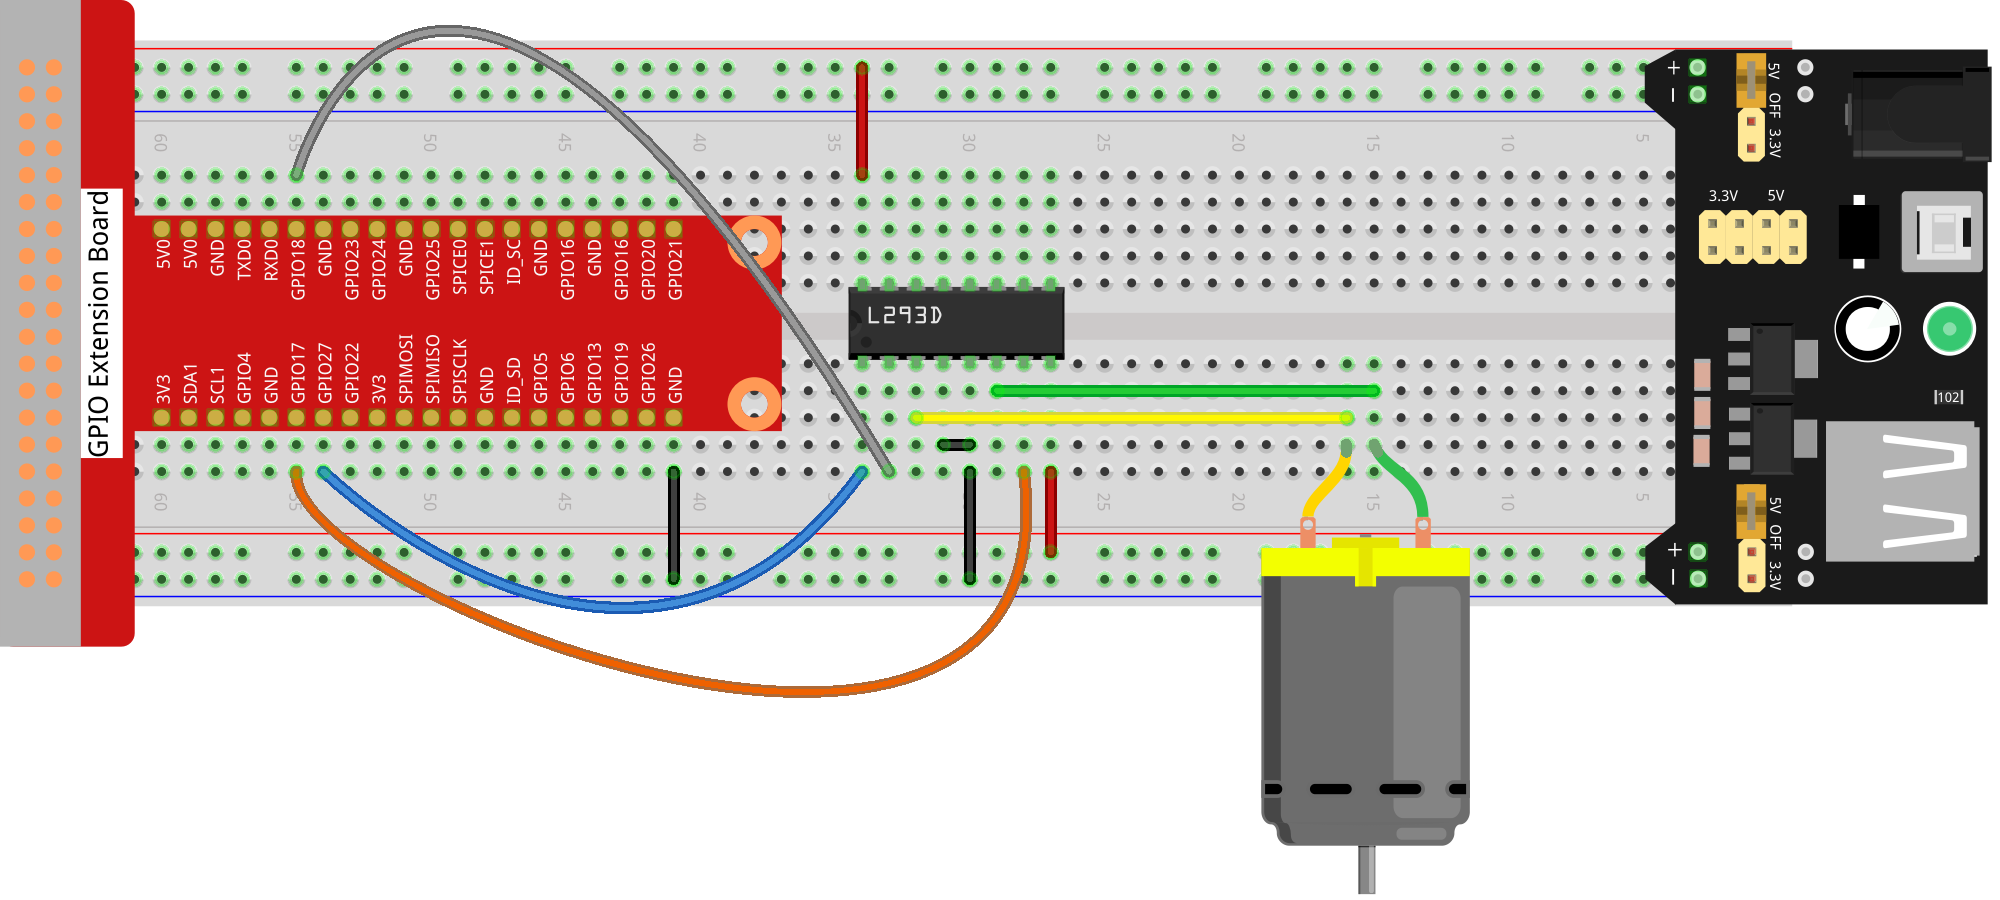 GPIO Extension Board
60 55 50 45 40 35 30 25 20 15 10 5
5V0
5V0
GND
TXD0
RXD0
GPIO18
GND
GPIO23
GPIO24
GND
GPIO25
SPICE0
SPICE1
ID_SC
GND
GPIO16
GND
GPIO16
GPIO20
GPIO21
3V3
SDA1
SCL1
GPIO4
GND
GPIO17
GPIO27
GPIO22
3V3
SPIMOSI
SPIMISO
SPISCLK
GND
ID_SD
GPIO5
GPIO6
GPIO13
GPIO19
GPIO26
GND
L293D
60 55 50 45 40 35 30 25 20 15 10 5
+
−
5V OFF 3.3V
3.3V 5V
102
+
−
5V OFF 3.3V